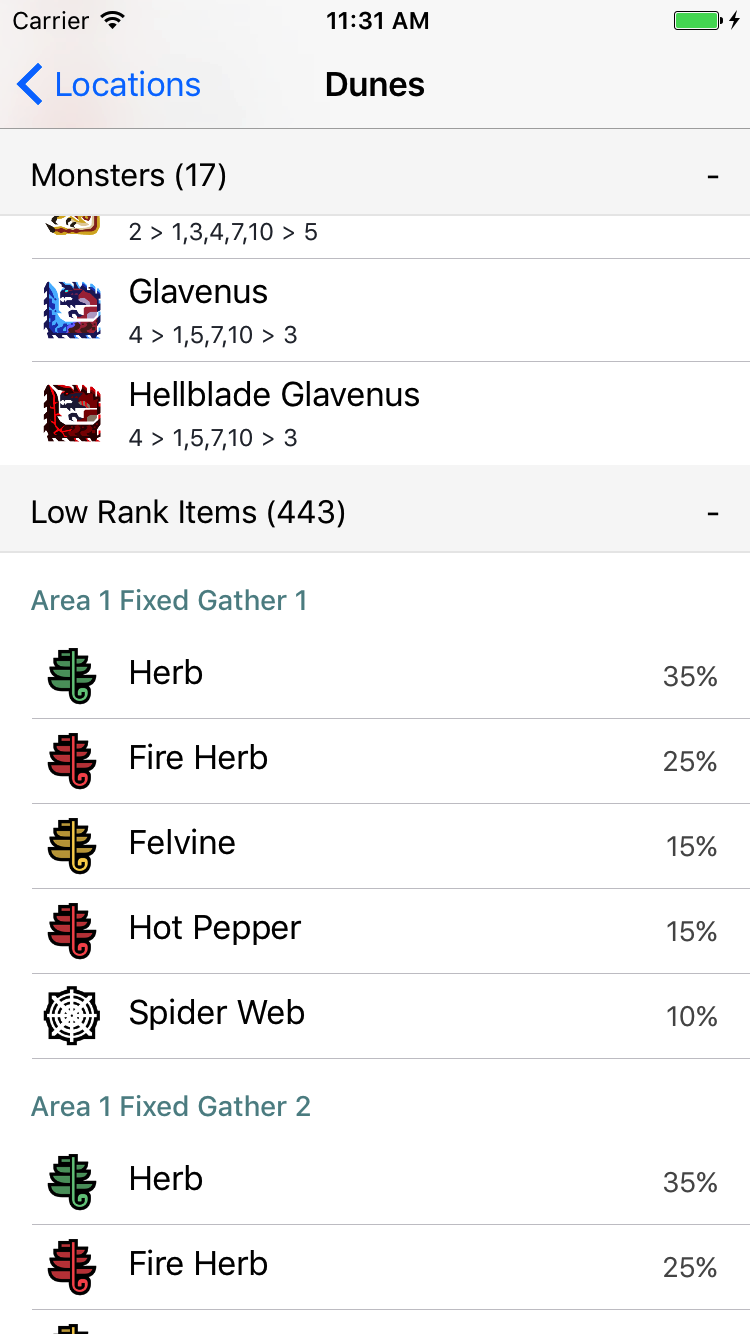 Carrier 11:31 AM
Locations Dunes
Monsters (17) -
2 > 1,3,4,7,10 > 5
Glavenus
4 > 1,5,7,10 > 3
Hellblade Glavenus
4 > 1,5,7,10 > 3
Low Rank Items (443) -
Area 1 Fixed Gather 1
Herb 35%
Fire Herb 25%
Felvine 15%
Hot Pepper 15%
Spider Web 10%
Area 1 Fixed Gather 2
Herb 35%
Fire Herb 25%